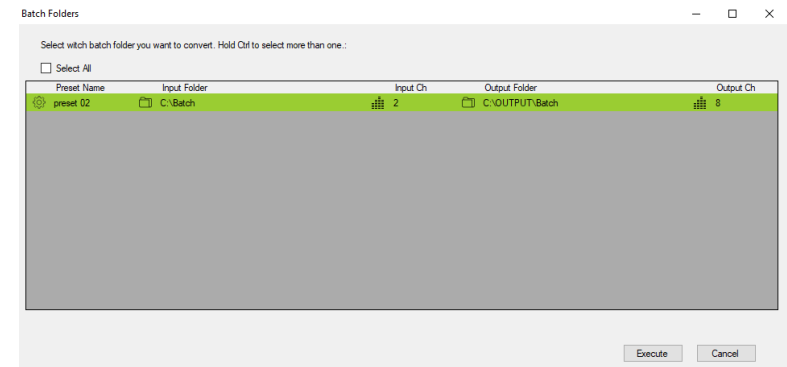 Batch Folders
Select witch batch folder you want to convert. Hold Ctrl to select more than one.:
Select All
Preset Name Input Folder Input Ch Output Folder Output Ch
preset 02 C:\Batch 2 C:\OUTPUT\Batch 8
Execute Cancel